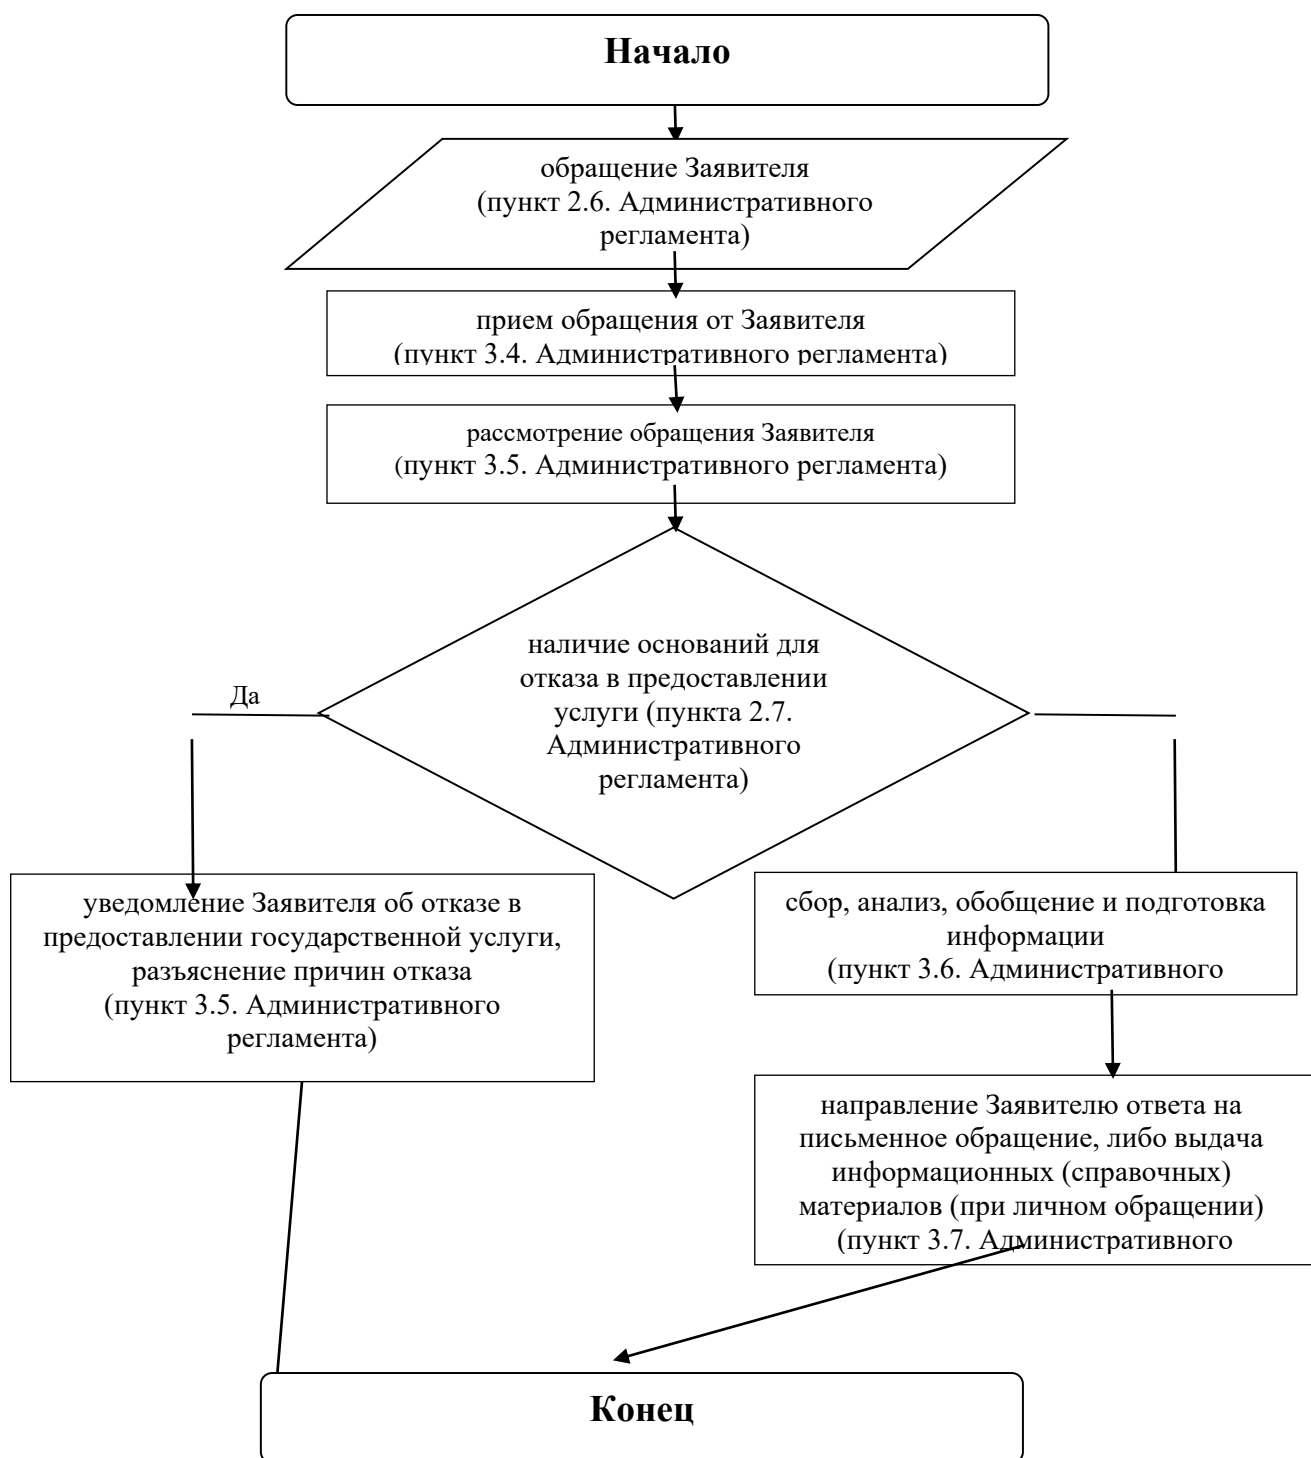 Начало
обращение Заявителя
(пункт 2.6. Административного
регламента)
прием обращения от Заявителя
(пункт 3.4. Административного регламента)
рассмотрение обращения Заявителя
(пункт 3.5. Административного регламента)
наличие оснований для
отказа в предоставлении
услуги (пункта 2.7.
Административного
регламента)
Да
уведомление Заявителя об отказе в
предоставлении государственной услуги,
разъяснение причин отказа
(пункт 3.5. Административного
регламента)
сбор, анализ, обобщение и подготовка
информации
(пункт 3.6. Административного
направление Заявителю ответа на
письменное обращение, либо выдача
информационных (справочных)
материалов (при личном обращении)
(пункт 3.7. Административного
Конец